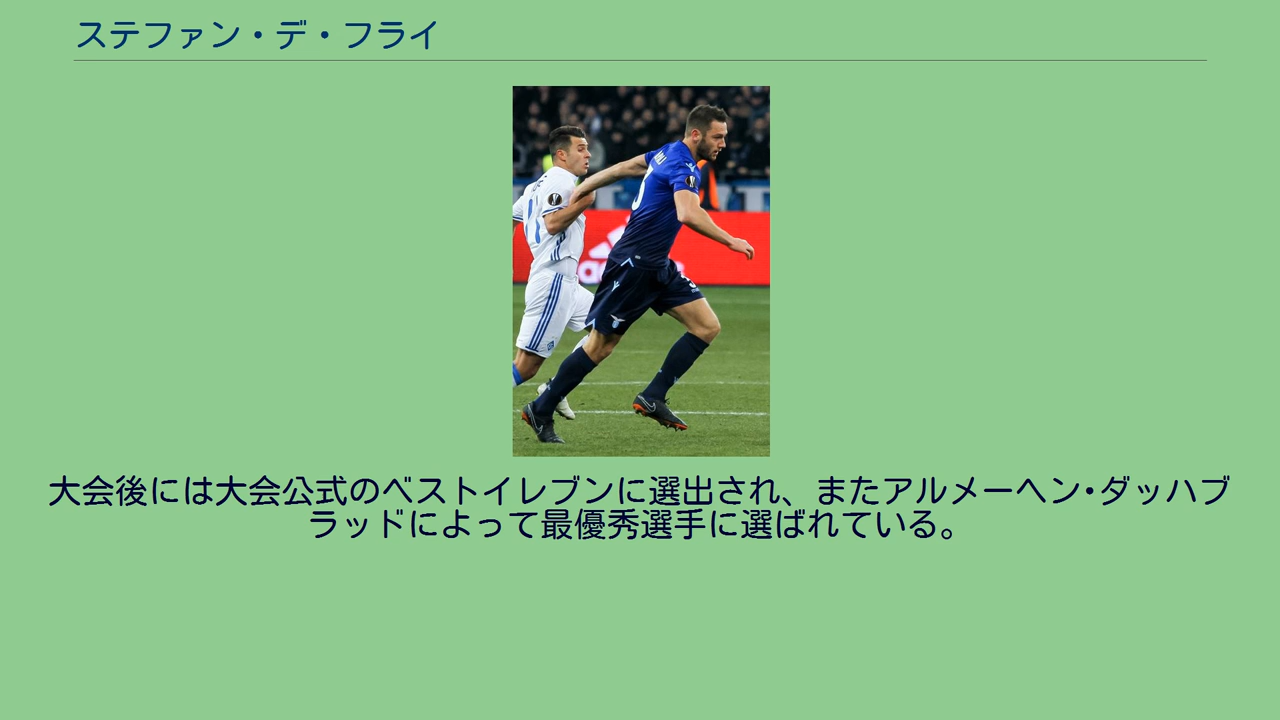 ステファン・デ・フライ
大会後には大会公式のベストイレブンに選出され、またアルメーヘン・ダッハブ
ラッドによって最優秀選手に選ばれている。